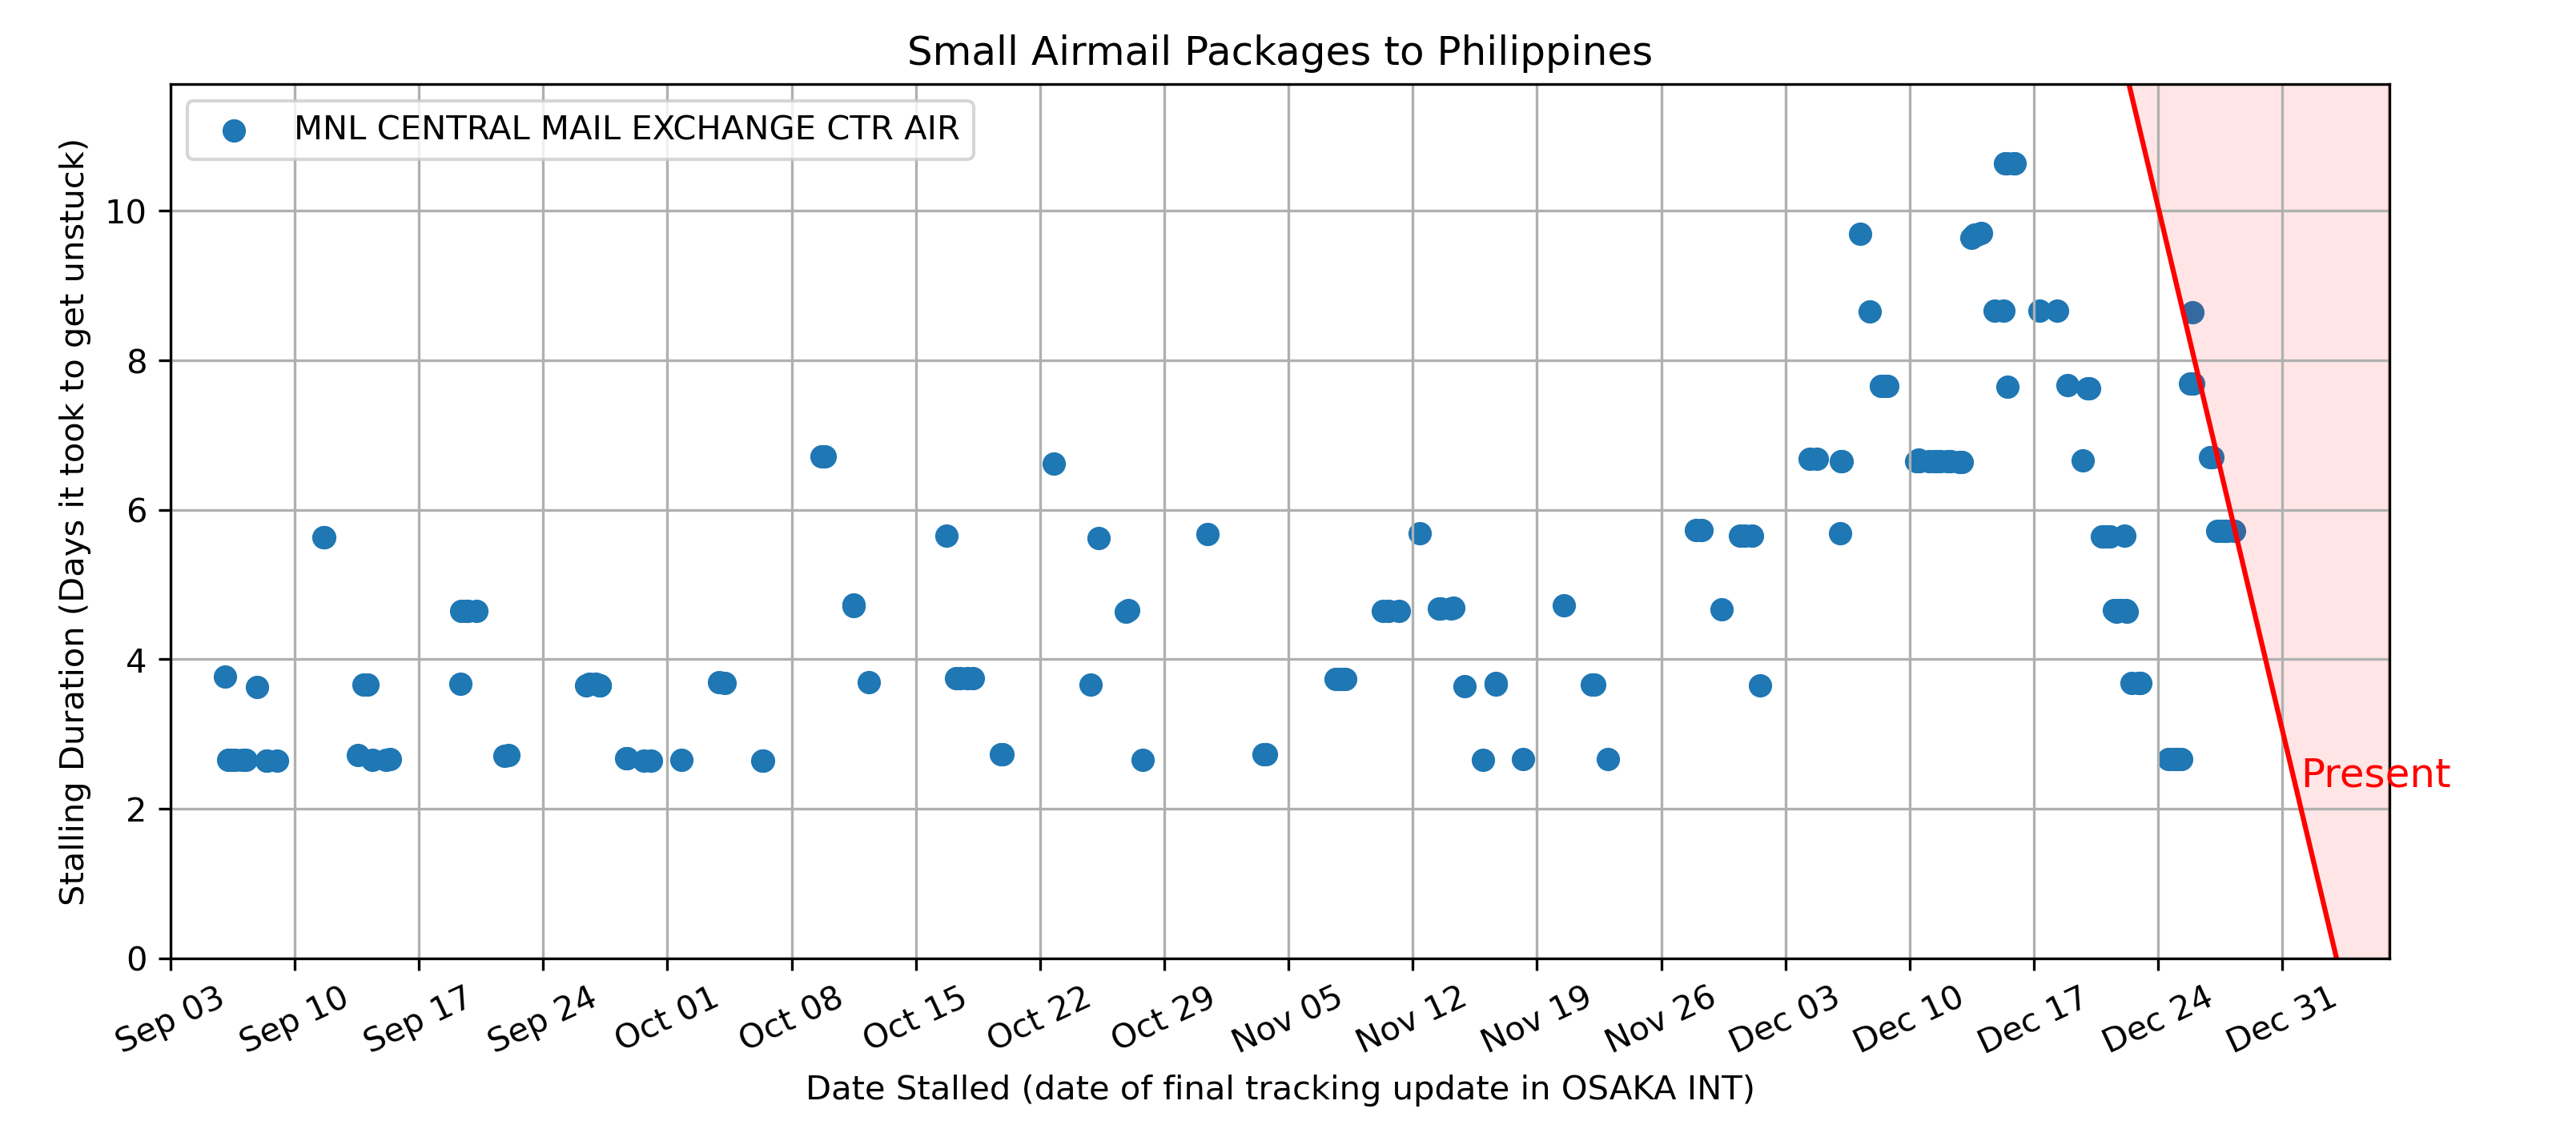 Small Airmail Packages to Philippines
MNL CENTRAL MAIL EXCHANGE CTR AIR
Stalling Duration (Days it took to get unstuck)
10
8
6
4
2
0
Present
Sep 03
Sep 10
Sep 17
Sep 24
Oct 01
Oct 08
Oct 15
Oct 22
Oct 29
Nov 05
Nov 12
Nov 19
Nov 26
Dec 03
Dec 10
Dec 17
Dec 24
Dec 31
Date Stalled (date of final tracking update in OSAKA INT)